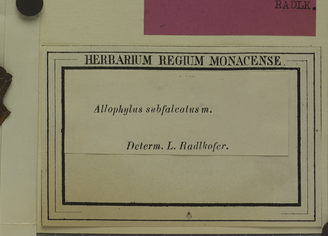 RADLK.
HERBARIUM REGIUM MONACENSE.
Allophylus subfalcatus m.
Determ. L. Radlkofer.